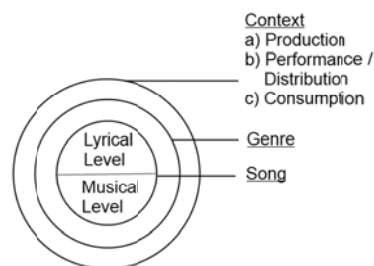 Context
a) Production
b) Performance /
Distribution
c) Consumption
Genre
Song
Lyrical
Level
Musical
Level